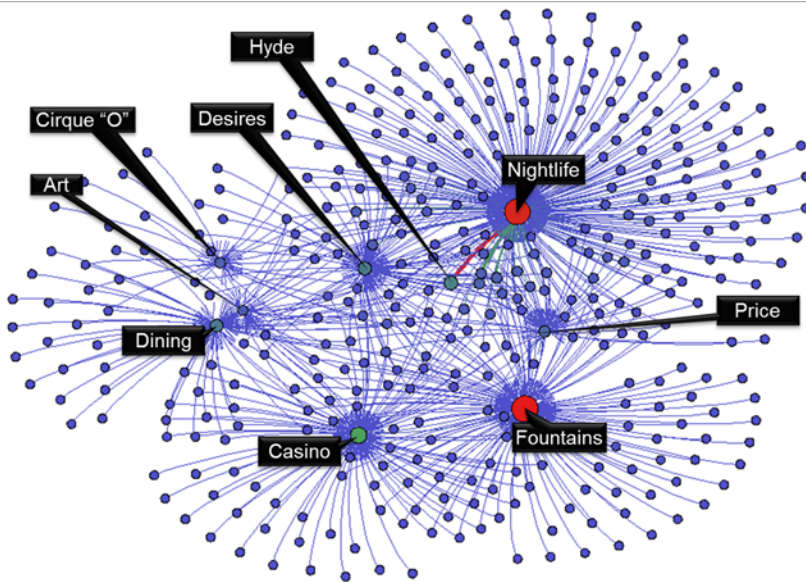 Hyde
Cirque "O"
Desires
Nightlife
Art
Price
Dining
Fountains
Casino